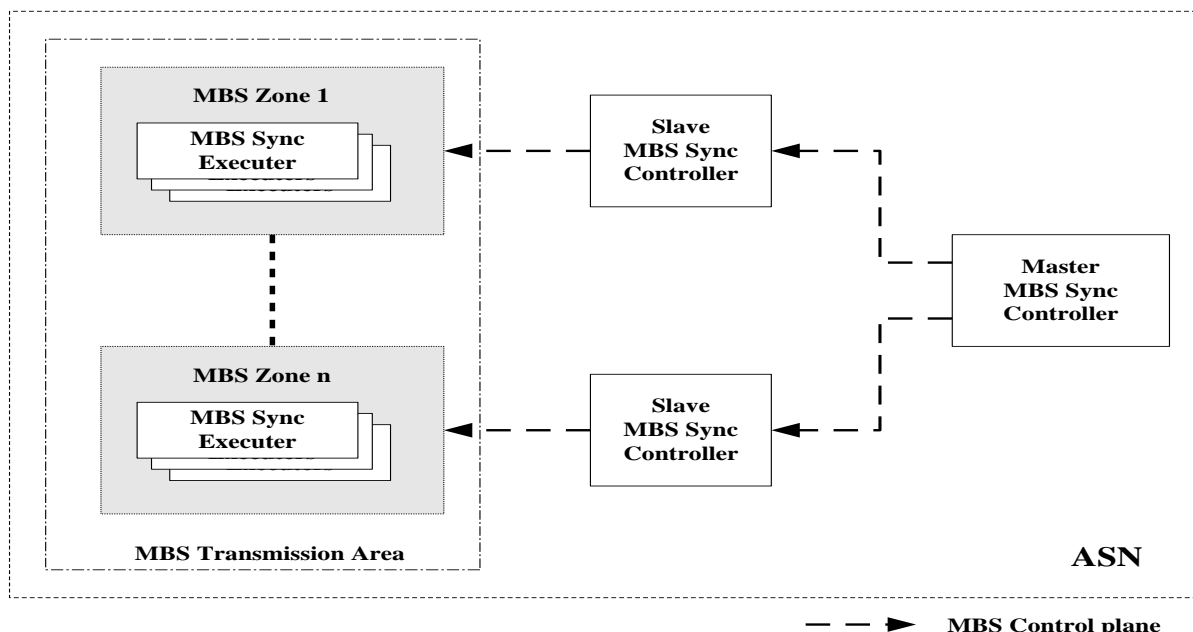 MBS Zone 1
MBS Sync
Executer
Slave
MBS Sync
Controller
Master
MBS Sync
Controller
MBS Zone n
MBS Sync
Executer
Slave
MBS Sync
Controller
MBS Transmission Area
ASN
MBS Control plane